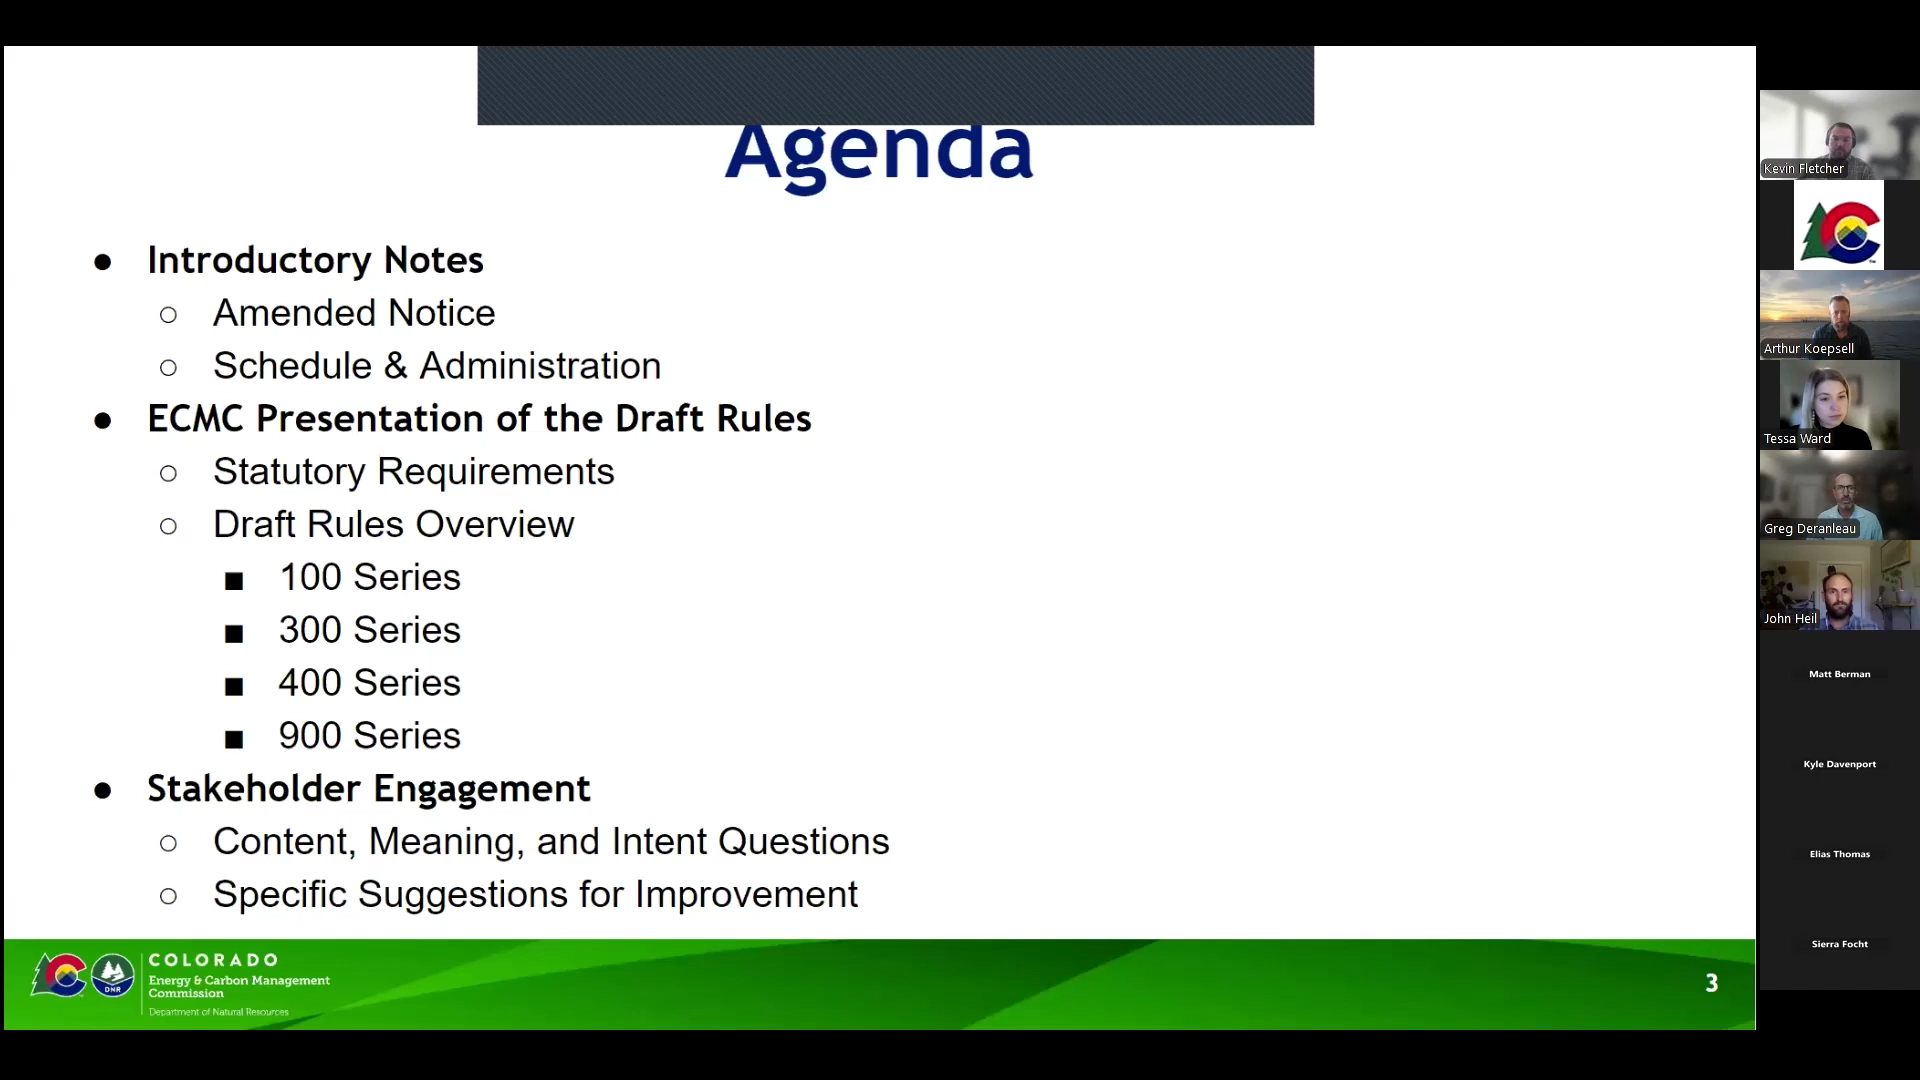 Agenda
● Introductory Notes
○ Amended Notice
○ Schedule & Administration
● ECMC Presentation of the Draft Rules
○ Statutory Requirements
○ Draft Rules Overview
■ 100 Series
■ 300 Series
■ 400 Series
■ 900 Series
● Stakeholder Engagement
○ Content, Meaning, and Intent Questions
○ Specific Suggestions for Improvement
DNR
COLORADO
Energy & Carbon Management
Commission
Department of Natural Resources
3
Kevin Fletcher
Arthur Koepsell
Tessa Ward
Greg Deranleau
John Heil
Matt Berman
Kyle Davenport
Elias Thomas
Sierra Focht